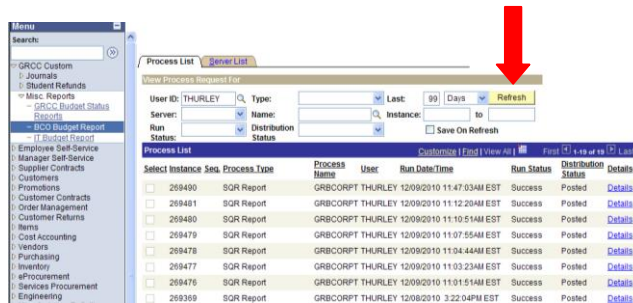 Menu
Search:
GRCC Custom
Journals
Student Refunds
Misc. Reports
GRCC Budget Status
Reports
BCO Budget Report
IT Budget Report
Employee Self-Service
Manager Self-Service
Supplier Contracts
Customers
Promotions
Customer Contracts
Order Management
Customer Returns
Items
Cost Accounting
Vendors
Purchasing
Inventory
eProcurement
Services Procurement
Engineering
Process List Server List
View Process Request For
User ID: THURLEY Type: Last: 99 Days Refresh
Server: Name: Instance: to
Run Status: Distribution Status Save On Refresh
Process List Customize | Find | View All | First 1-19 of 19 Last
Select Instance Seq. Process Type Process Name User Run Date/Time Run Status Distribution Status Details
269490 SQR Report GRBCORPT THURLEY 12/09/2010 11:47:03AM EST Success Posted Details
269481 SQR Report GRBCORPT THURLEY 12/09/2010 11:12:20AM EST Success Posted Details
269480 SQR Report GRBCORPT THURLEY 12/09/2010 11:10:51AM EST Success Posted Details
269479 SQR Report GRBCORPT THURLEY 12/09/2010 11:07:55AM EST Success Posted Details
269478 SQR Report GRBCORPT THURLEY 12/09/2010 11:04:44AM EST Success Posted Details
269477 SQR Report GRBCORPT THURLEY 12/09/2010 11:03:23AM EST Success Posted Details
269476 SQR Report GRBCORPT THURLEY 12/09/2010 11:01:51AM EST Success Posted Details
269369 SQR Report GRBCORPT THURLEY 12/08/2010 3:22:04PM EST Success Posted Details